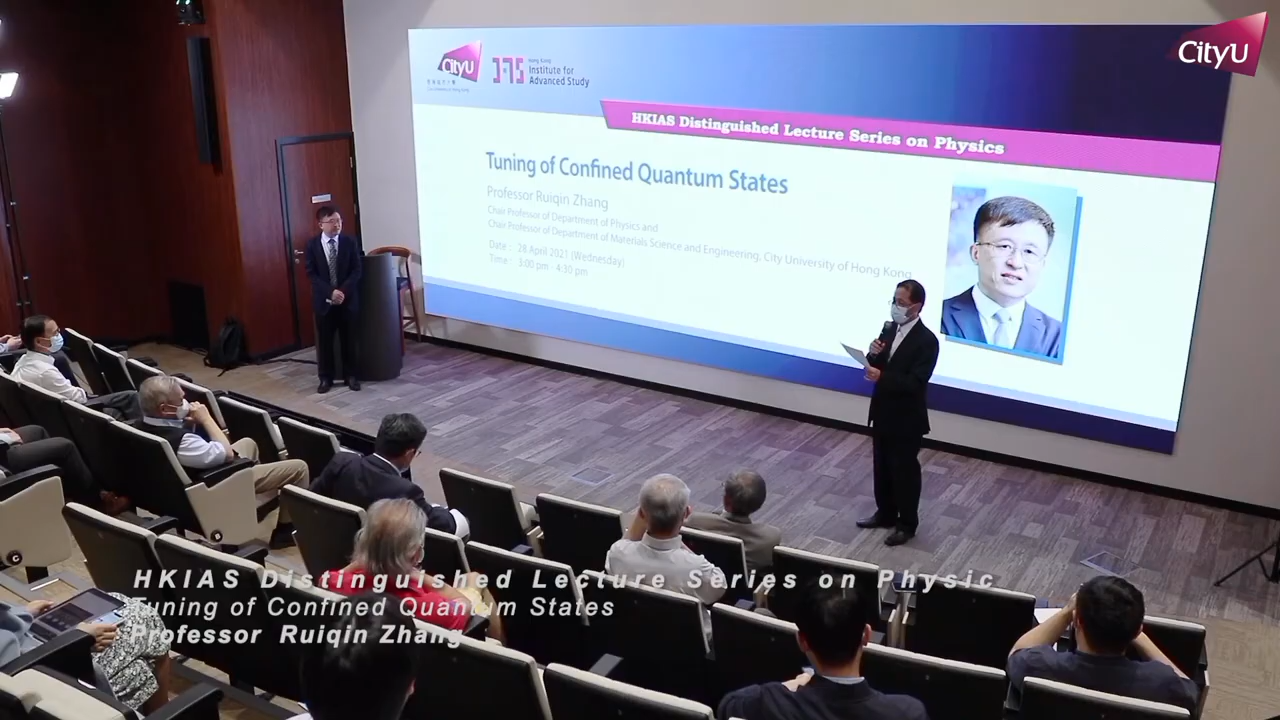 CityU
CityU
Hong Kong
Institute for
Advanced Study
HKIAS Distinguished Lecture Series on Physics
Tuning of Confined Quantum States
Professor Ruiqin Zhang
Chair Professor of Department of Physics and
Chair Professor of Department of Materials Science and Engineering, City University of Hong Kong
Date : 28 April 2021 (Wednesday)
Time : 3:00 pm - 4:30 pm
C
HKIAS Distinguished Lecture Series on Physic
Tuning of Confined Quantum States
Professor Ruiqin Zhang